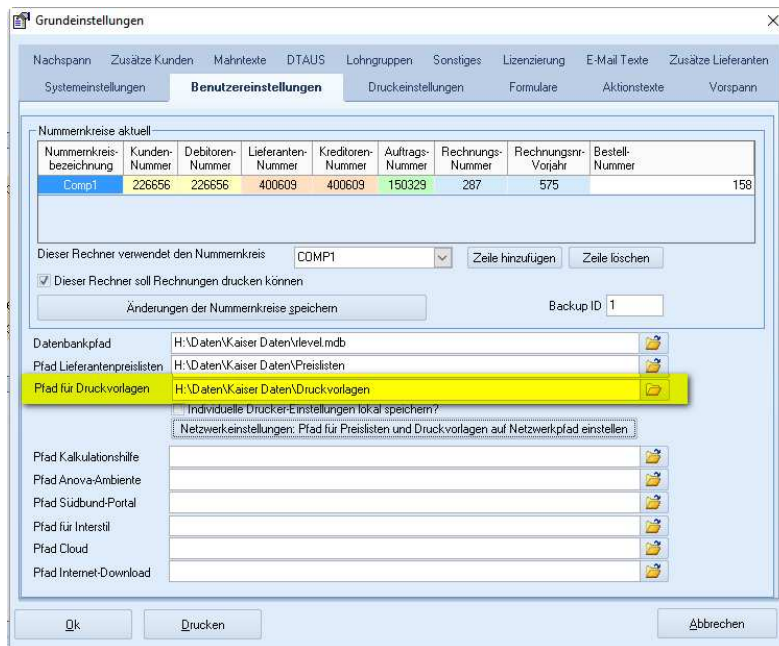 Grundeinstellungen
Nachspann Zusätze Kunden Mahntexte DTAUS Lohngruppen Sonstiges Lizenzierung E-Mail Texte Zusätze Lieferanten
Systemeinstellungen Benutzereinstellungen Druckeinstellungen Formulare Aktionstexte Vorspann
Nummernkreise aktuell
Nummernkreis- Kunden- Debitoren- Lieferanten- Kreditoren- Auftrags- Rechnungs- Rechnungsnr- Bestell-
bezeichnung Nummer Nummer Nummer Nummer Nummer Nummer Vorjahr Nummer
Comp1 226656 226656 400609 400609 150329 287 575 158
Dieser Rechner verwendet den Nummernkreis COMP1 Zeile hinzufügen Zeile löschen
Dieser Rechner soll Rechnungen drucken können
Änderungen der Nummernkreise speichern Backup ID 1
Datenbankpfad H:\Daten\Kaiser Daten\rlevel.mdb
Pfad Lieferantenpreislisten H:\Daten\Kaiser Daten\Preislisten
Pfad für Druckvorlagen H:\Daten\Kaiser Daten\Druckvorlagen
Individuelle Drucker-Einstellungen lokal speichern?
Netzwerkeinstellungen: Pfad für Preislisten und Druckvorlagen auf Netzwerkpfad einstellen
Pfad Kalkulationshilfe
Pfad Anova-Ambiente
Pfad Südbund-Portal
Pfad für Interstil
Pfad Cloud
Pfad Internet-Download
Ok Drucken Abbrechen